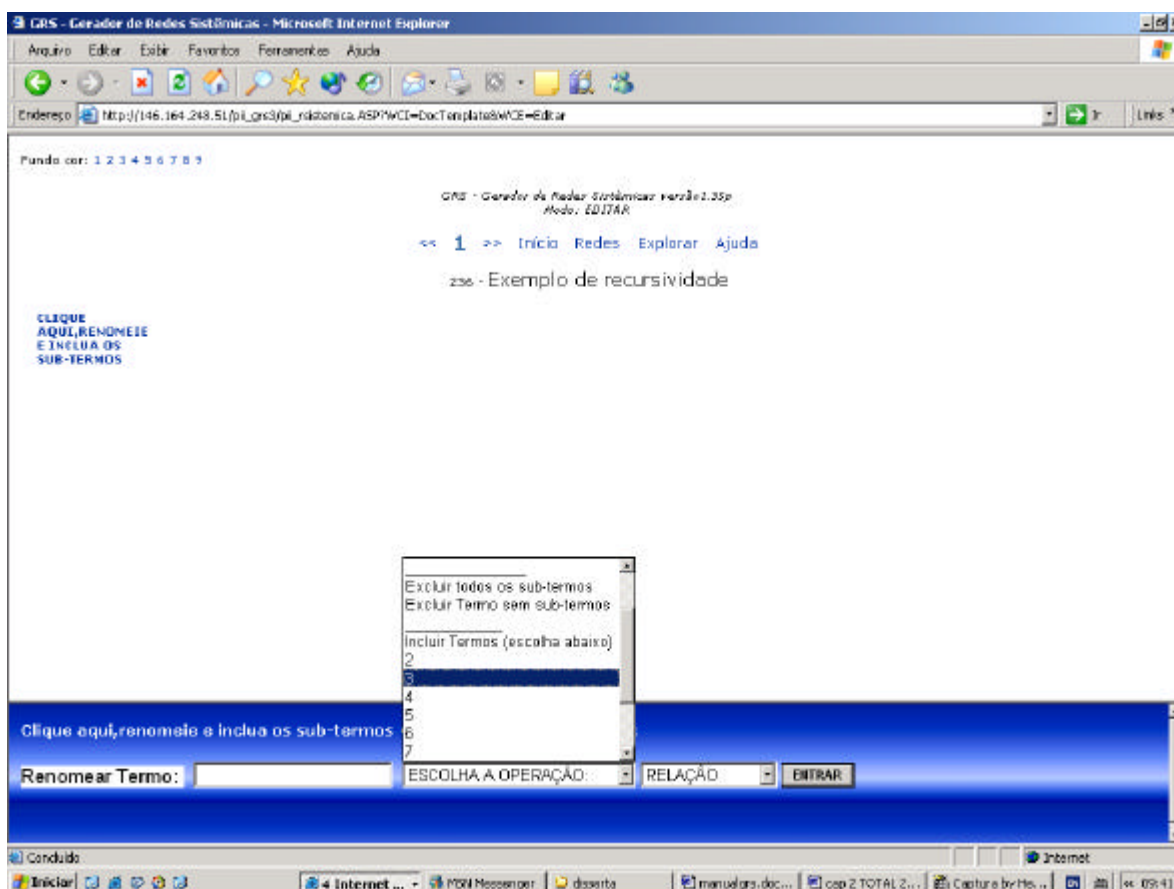 GRS - Gerador de Redes Sistêmicas - Microsoft Internet Explorer
Arquivo Editar Exibir Favoritos Ferramentas Ajuda
Endereço http://146.164.248.51/pii_grs3/pii_rsistemica.ASP?WCI=DocTemplate&WCE=Editar Ir Links
Fundo cor: 1 2 3 4 5 6 7 8 9
GRS - Gerador de Redes Sistêmicas versão1.35p
Modo: EDITAR
<< 1 >> Início Redes Explorar Ajuda
236 - Exemplo de recursividade
CLIQUE
AQUI,RENOMEIE
E INCLUA OS
SUB-TERMOS
Excluir todos os sub-termos
Excluir Termo sem sub-termos
Incluir Termos (escolha abaixo)
2
3
4
5
6
7
Clique aqui,renomeie e inclua os sub-termos
Renomear Termo: ESCOLHA A OPERAÇÃO: RELAÇÃO ENTRAR
Concluído Internet
Iniciar 4 Internet ... MSN Messenger disserta manualgrs.doc... cap 2 TOTAL 2... Captura by He...